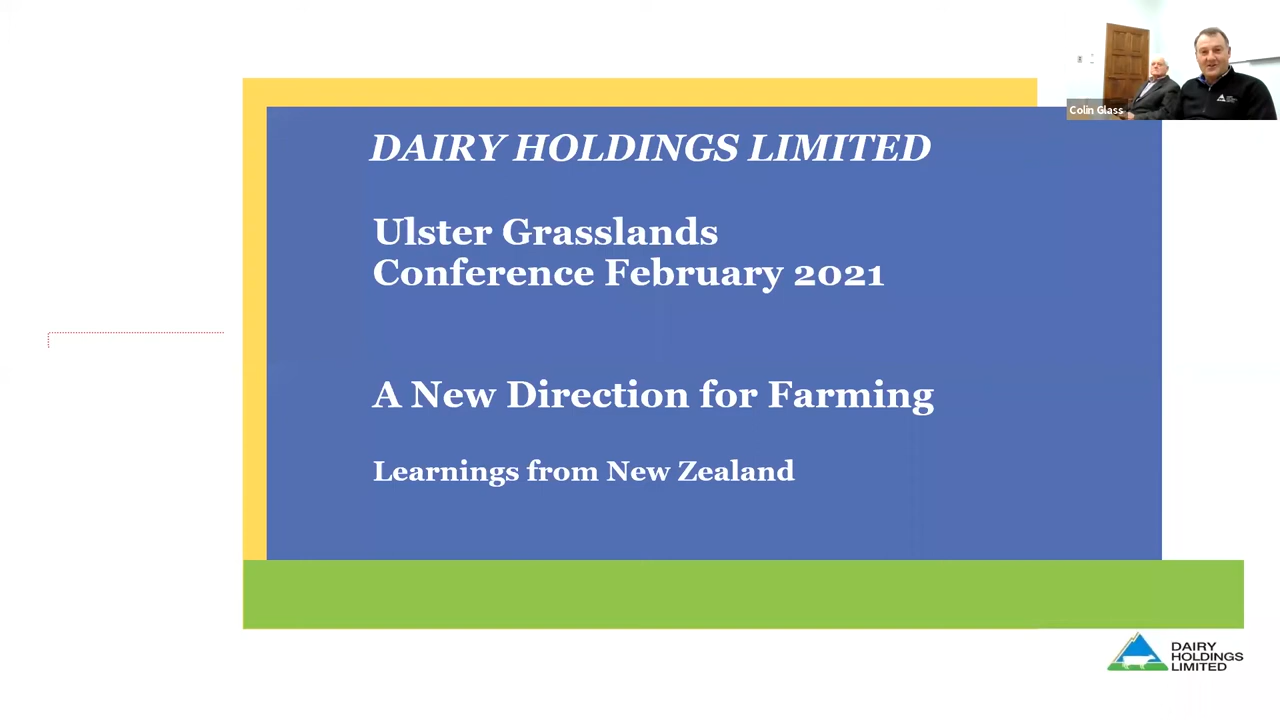 Colin Glass
DAIRY HOLDINGS LIMITED
Ulster Grasslands
Conference February 2021
A New Direction for Farming
Learnings from New Zealand
DAIRY
HOLDINGS
LIMITED